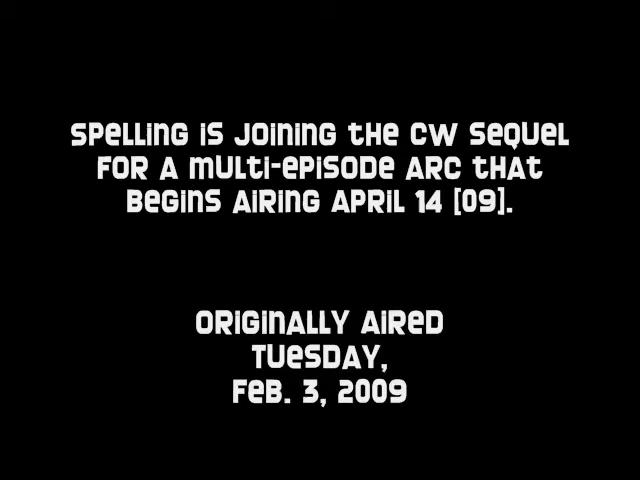 SPELLING IS JOINING THE CW SEQUEL
FOR A MULTI-EPISODE ARC THAT
BEGINS AIRING APRIL 14 [09].
ORIGINALLY AIRED
TUESDAY,
FEB. 3, 2009